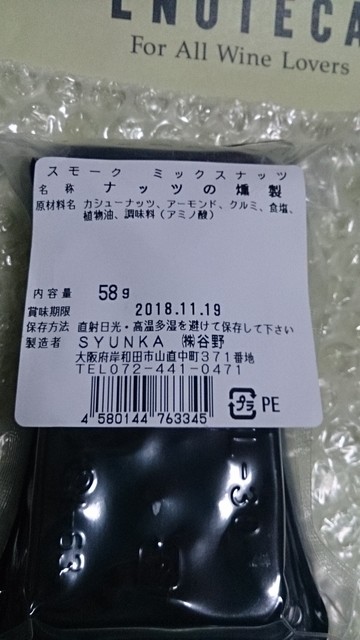 ENOTECA
For All Wine Lovers
スモーク ミックスナッツ
名称 ナッツの燻製
原材料名 カシューナッツ、アーモンド、クルミ、食塩、
植物油、調味料（アミノ酸）
内容量 58g
賞味期限 2018.11.19
保存方法 直射日光・高温多湿を避けて保存して下さい
製造者 SYUNKA ㈱谷野
大阪府岸和田市山直中町371番地
TEL072-441-0471
4 580144 763345
プラ PE